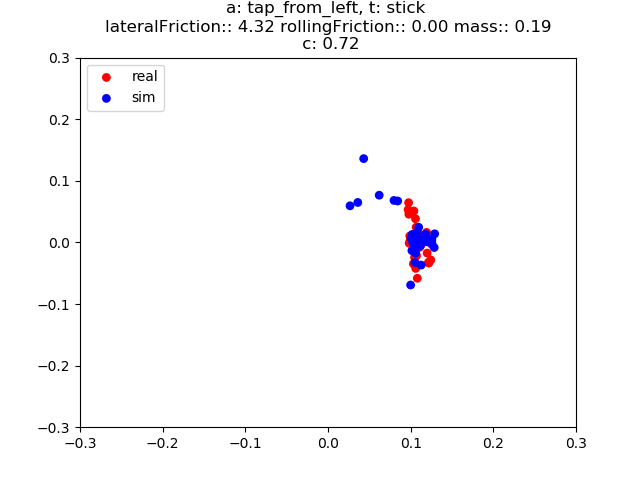 a: tap_from_left, t: stick
lateralFriction:: 4.32 rollingFriction:: 0.00 mass:: 0.19
c: 0.72
real
sim
0.3
0.2
0.1
0.0
−0.1
−0.2
−0.3
−0.3 −0.2 −0.1 0.0 0.1 0.2 0.3